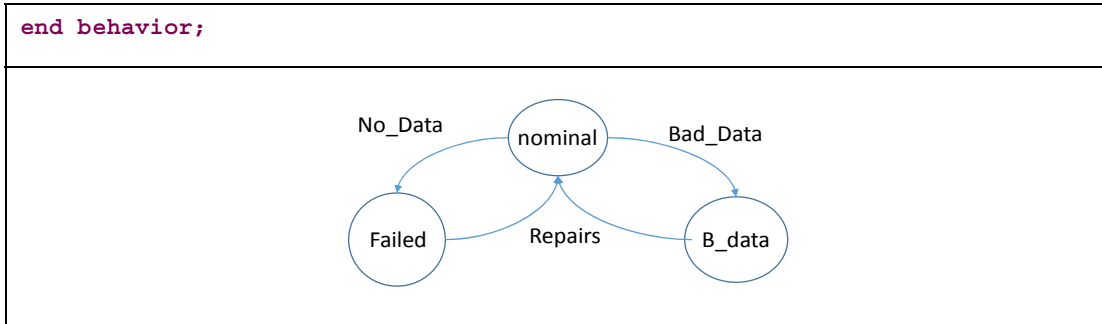 end behavior;
No_Data
nominal
Bad_Data
Failed
Repairs
B_data